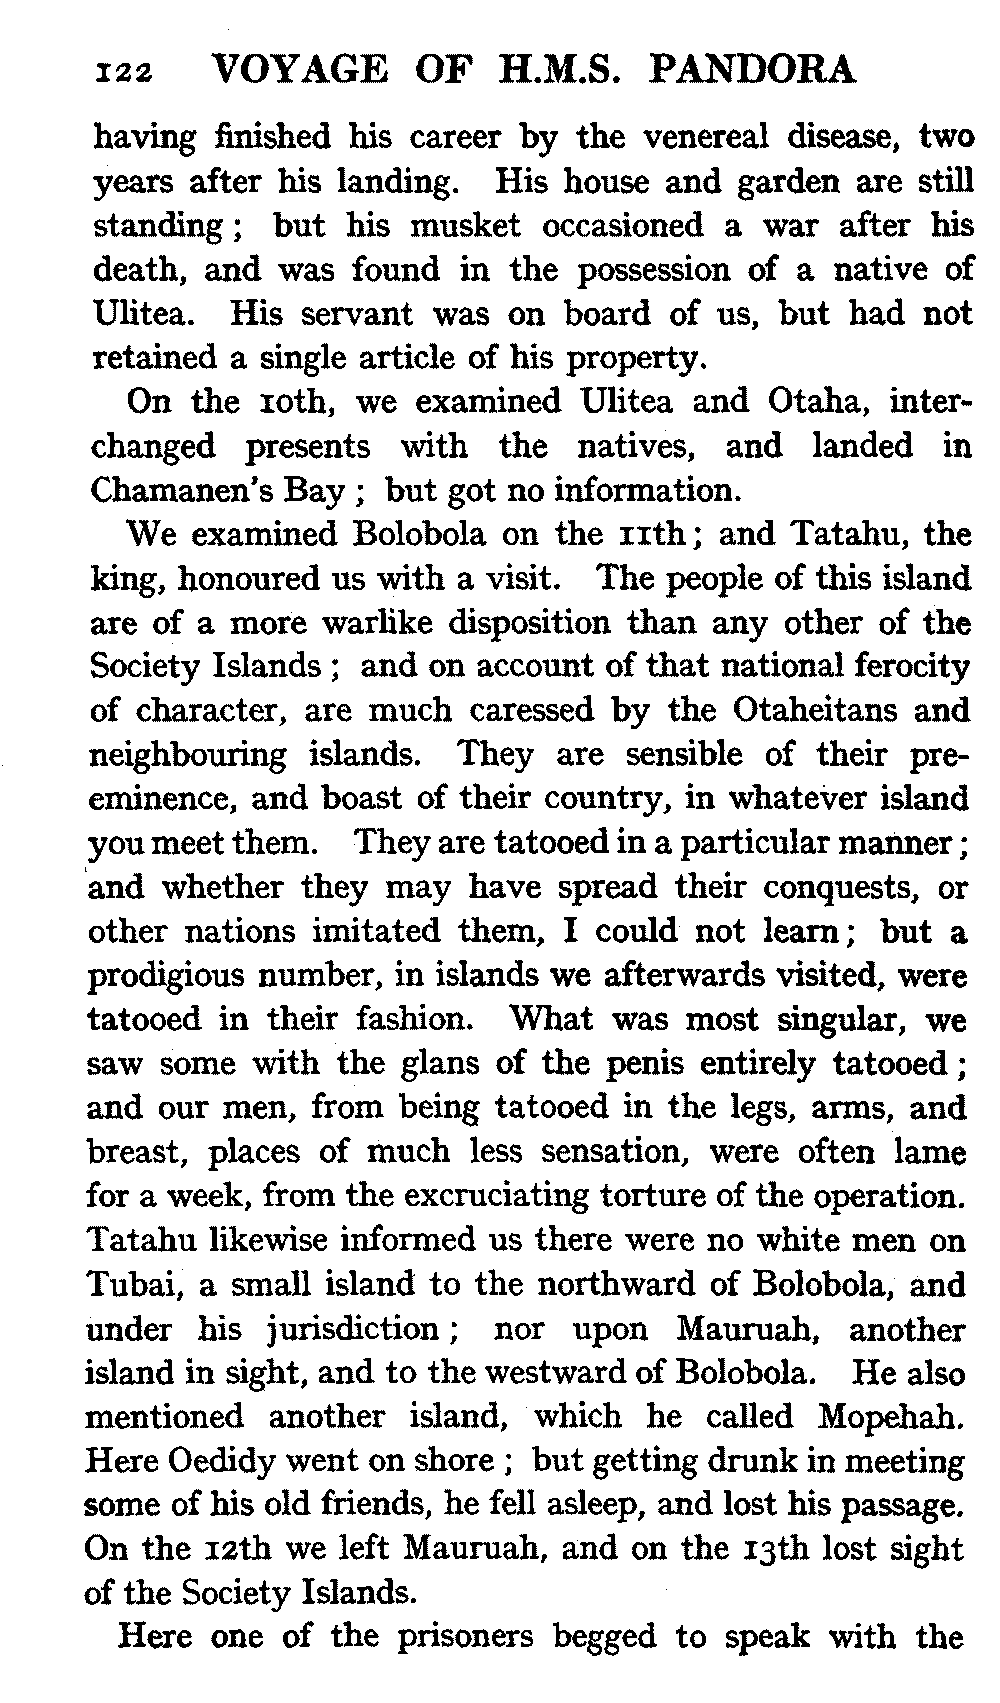 122 VOYAGE OF H.M.S. PANDORA
having finished his career by the venereal disease, two
years after his landing. His house and garden are still
standing ; but his musket occasioned a war after his
death, and was found in the possession of a native of
Ulitea. His servant was on board of us, but had not
retained a single article of his property.
On the 10th, we examined Ulitea and Otaha, inter-
changed presents with the natives, and landed in
Chamanen's Bay ; but got no information.
We examined Bolobola on the 11th ; and Tatahu, the
king, honoured us with a visit. The people of this island
are of a more warlike disposition than any other of the
Society Islands ; and on account of that national ferocity
of character, are much caressed by the Otaheitans and
neighbouring islands. They are sensible of their pre-
eminence, and boast of their country, in whatever island
you meet them. They are tatooed in a particular manner ;
and whether they may have spread their conquests, or
other nations imitated them, I could not learn ; but a
prodigious number, in islands we afterwards visited, were
tatooed in their fashion. What was most singular, we
saw some with the glans of the penis entirely tatooed ;
and our men, from being tatooed in the legs, arms, and
breast, places of much less sensation, were often lame
for a week, from the excruciating torture of the operation.
Tatahu likewise informed us there were no white men on
Tubai, a small island to the northward of Bolobola, and
under his jurisdiction ; nor upon Mauruah, another
island in sight, and to the westward of Bolobola. He also
mentioned another island, which he called Mopehah.
Here Oedidy went on shore ; but getting drunk in meeting
some of his old friends, he fell asleep, and lost his passage.
On the 12th we left Mauruah, and on the 13th lost sight
of the Society Islands.
Here one of the prisoners begged to speak with the